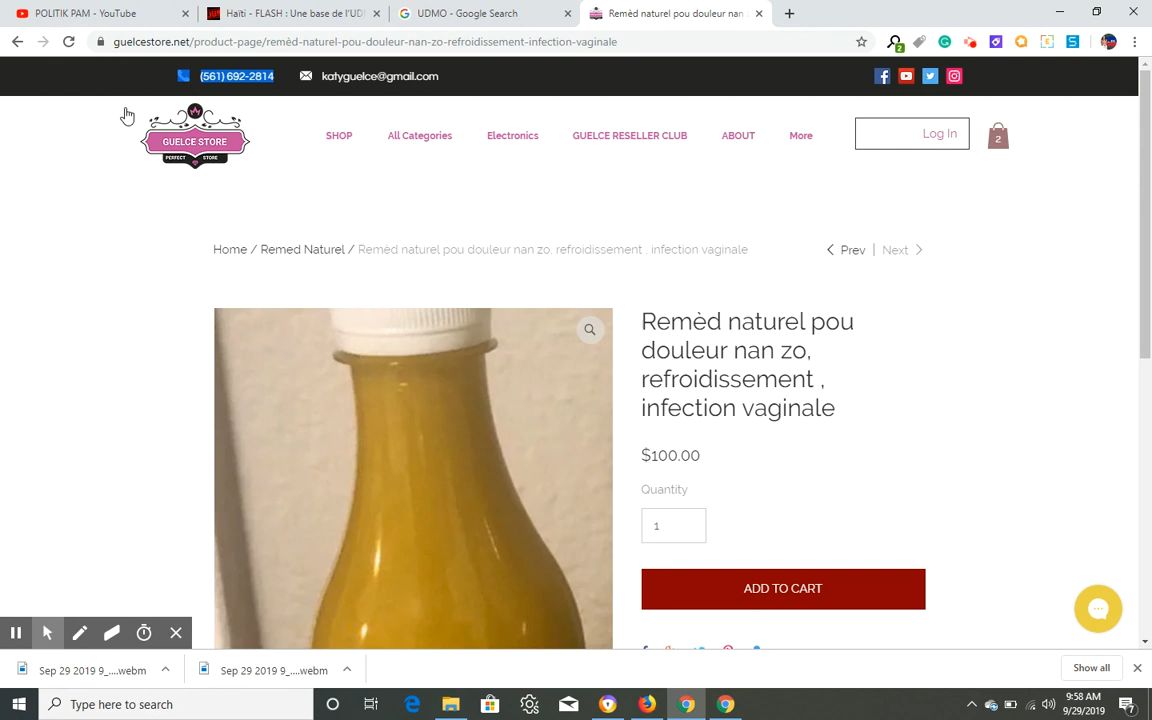 POLITIK PAM - YouTube
Haïti - FLASH : Une base de l'UD
UDMO - Google Search
Remèd naturel pou douleur nan
guelcestore.net/product-page/remèd-naturel-pou-douleur-nan-zo-refroidissement-infection-vaginale
2
(561) 692-2814
katyguelce@gmail.com
GUELCE STORE
PERFECT STORE
SHOP
All Categories
Electronics
GUELCE RESELLER CLUB
ABOUT
More
Log In
2
Home / Remed Naturel / Remèd naturel pou douleur nan zo, refroidissement , infection vaginale
Prev
Next
Remèd naturel pou
douleur nan zo,
refroidissement ,
infection vaginale
$100.00
Quantity
1
ADD TO CART
Sep 29 2019 9_....webm
Sep 29 2019 9_....webm
Show all
Type here to search
9:58 AM
9/29/2019
7